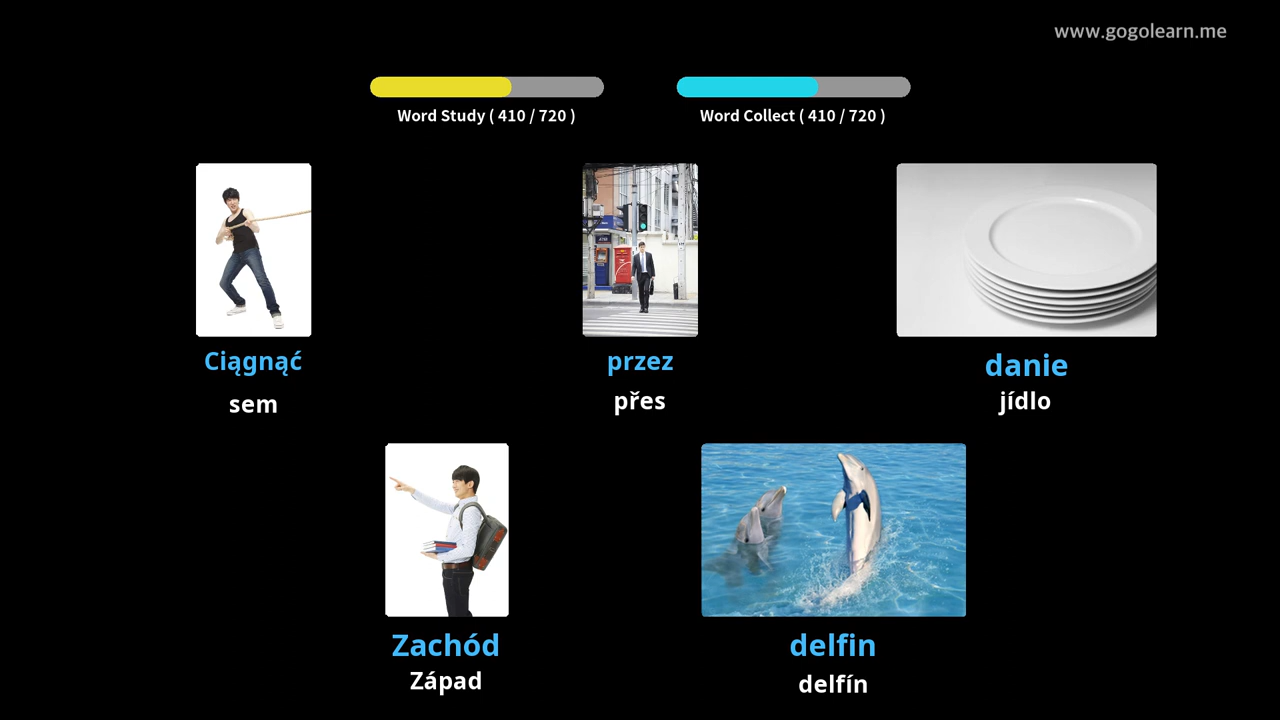 www.gogolearn.me
Word Study ( 410 / 720 )
Word Collect ( 410 / 720 )
Ciągnąć
sem
przez
přes
danie
jídlo
Zachód
Západ
delfin
delfín